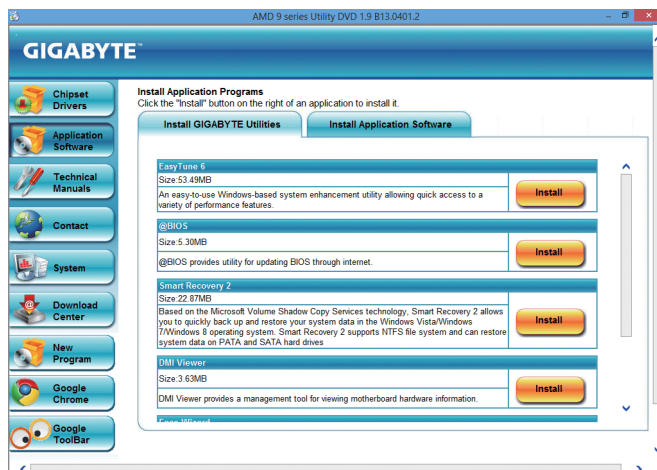 AMD 9 series Utility DVD 1.9 B13.0401.2
GIGABYTE™
Chipset
Drivers
Application
Software
Technical
Manuals
Contact
System
Download
Center
New
Program
Google
Chrome
Google
ToolBar
Install Application Programs
Click the "Install" button on the right of an application to install it.
Install GIGABYTE Utilities
Install Application Software
EasyTune 6
Size:53.49MB
An easy-to-use Windows-based system enhancement utility allowing quick access to a
variety of performance features.
Install
@BIOS
Size:5.30MB
@BIOS provides utility for updating BIOS through internet.
Install
Smart Recovery 2
Size:22.87MB
Based on the Microsoft Volume Shadow Copy Services technology, Smart Recovery 2 allows
you to quickly back up and restore your system data in the Windows Vista/Windows
7/Windows 8 operating system. Smart Recovery 2 supports NTFS file system and can restore
system data on PATA and SATA hard drives
Install
DMI Viewer
Size:3.63MB
DMI Viewer provides a management tool for viewing motherboard hardware information.
Install